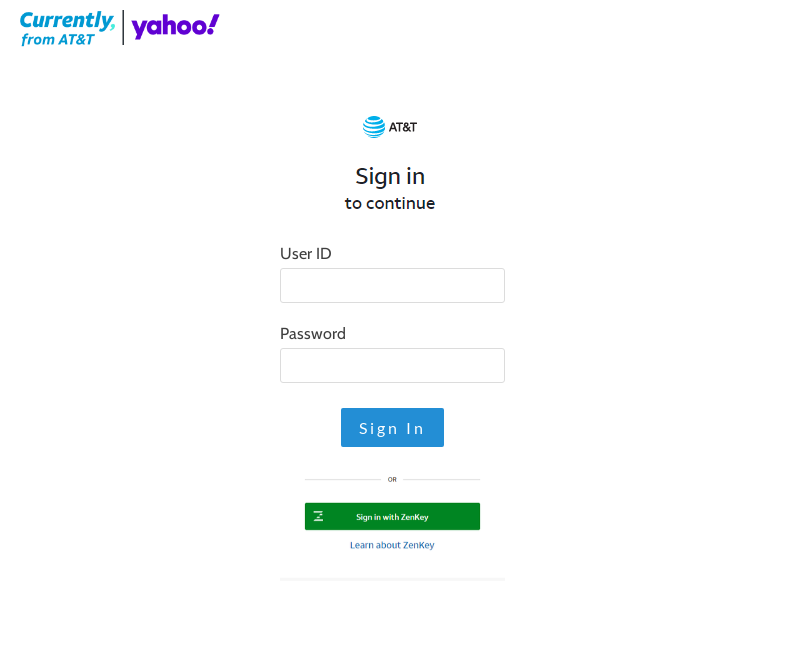 Currently, yahoo!
from AT&T
AT&T
Sign in
to continue
User ID
Password
Sign In
OR
Sign in with ZenKey
Learn about ZenKey